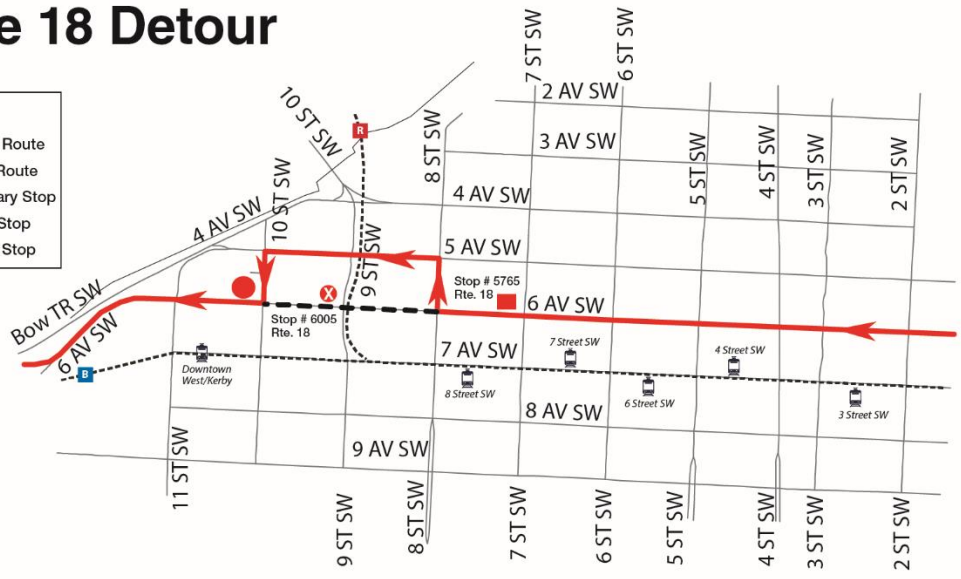 e 18 Detour
Route
Route
ary Stop
Stop
Stop
7 ST SW
6 ST SW
2 AV SW
10 ST SW
R
8 ST SW
3 AV SW
5 ST SW
4 ST SW
3 ST SW
2 ST SW
10 ST SW
4 AV SW
4 AV SW
9 ST SW
5 AV SW
Stop # 5765
Rte. 18
6 AV SW
X
Stop # 6005
Rte. 18
Bow TR SW
6 AV SW
B
7 AV SW
Downtown
West/Kerby
7 Street SW
4 Street SW
8 Street SW
6 Street SW
3 Street SW
8 AV SW
9 AV SW
11 ST SW
9 ST SW
8 ST SW
7 ST SW
6 ST SW
5 ST SW
4 ST SW
3 ST SW
2 ST SW